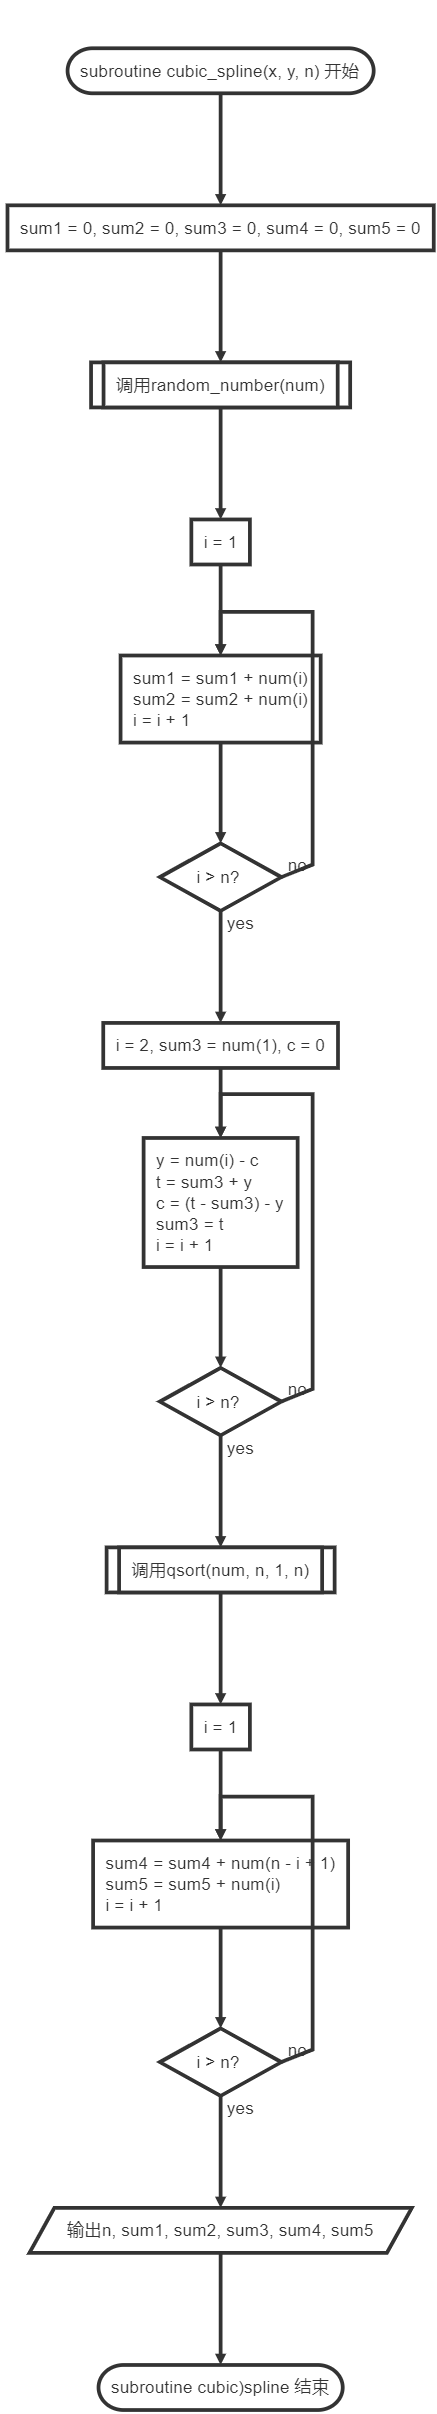 subroutine cubic_spline(x, y, n) 开始
sum1 = 0, sum2 = 0, sum3 = 0, sum4 = 0, sum5 = 0
调用random_number(num)
i = 1
sum1 = sum1 + num(i)
sum2 = sum2 + num(i)
i = i + 1
i > n?
no
yes
i = 2, sum3 = num(1), c = 0
y = num(i) - c
t = sum3 + y
c = (t - sum3) - y
sum3 = t
i = i + 1
i > n?
no
yes
调用qsort(num, n, 1, n)
i = 1
sum4 = sum4 + num(n - i + 1)
sum5 = sum5 + num(i)
i = i + 1
i > n?
no
yes
输出n, sum1, sum2, sum3, sum4, sum5
subroutine cubic)spline 结束